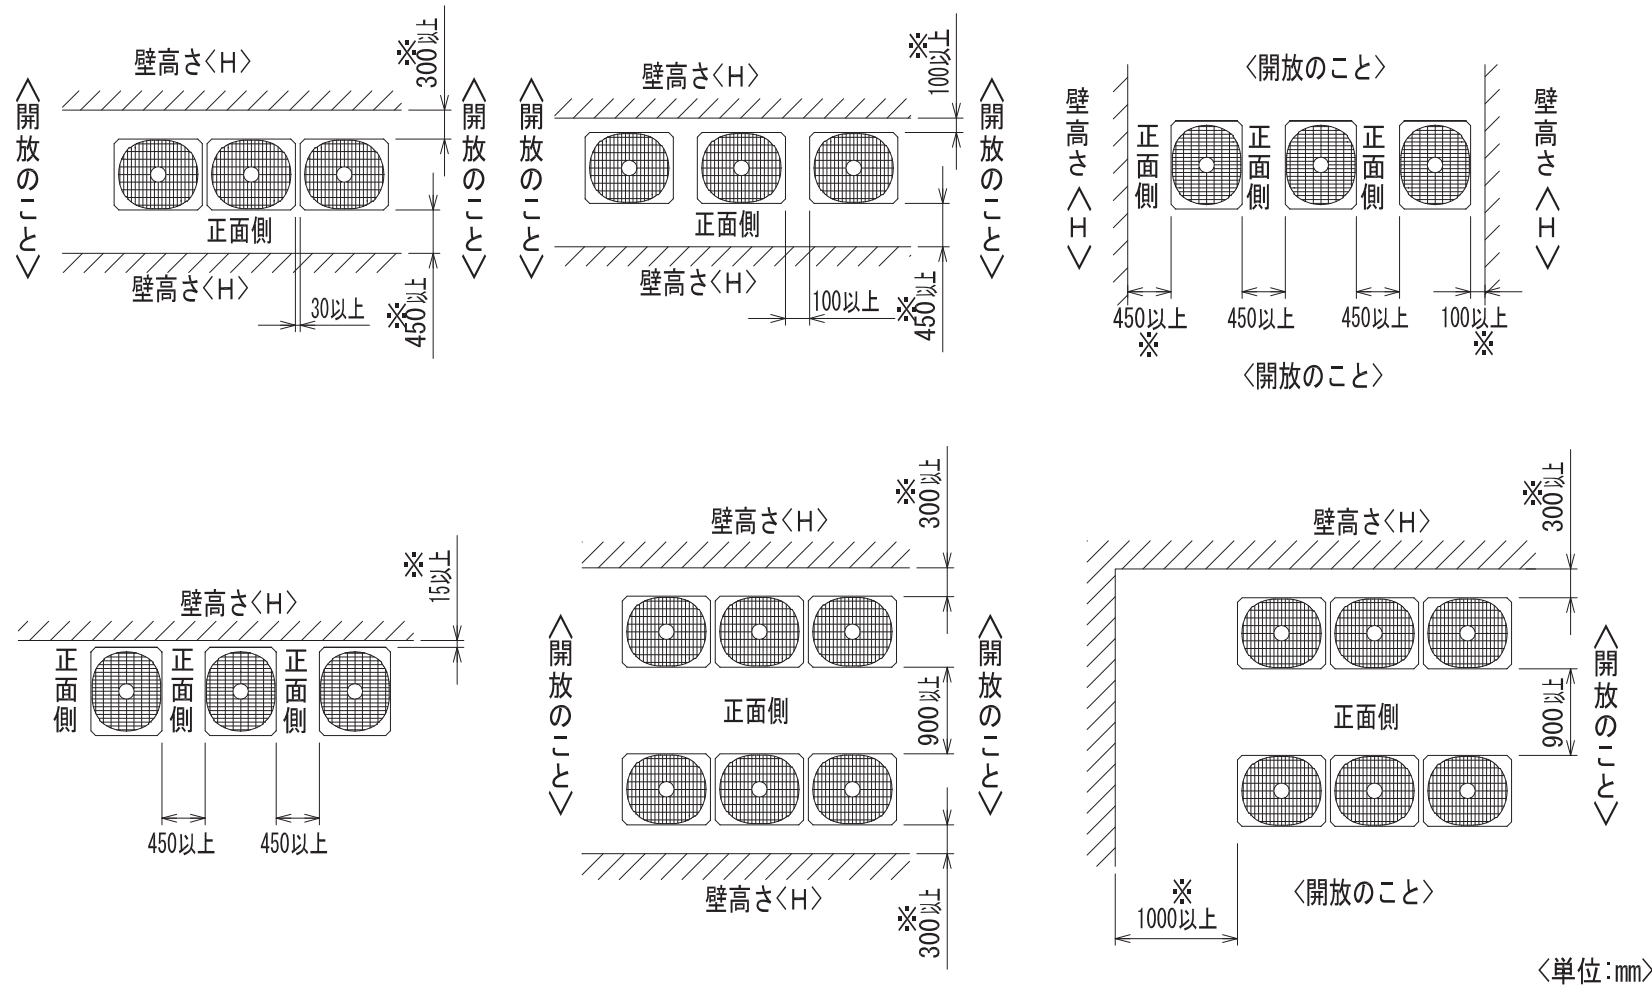 壁高さ〈H〉
※
300以上
〈開放のこと〉
〈開放のこと〉
正面側
壁高さ〈H〉
30以上
※
450以上
壁高さ〈H〉
※
100以上
〈開放のこと〉
〈開放のこと〉
正面側
壁高さ〈H〉
100以上
※
450以上
〈開放のこと〉
壁高さ〈H〉
正面側
正面側
正面側
壁高さ〈H〉
450以上
※
450以上
450以上
100以上
※
〈開放のこと〉
※
15以上
壁高さ〈H〉
正面側
正面側
正面側
450以上
450以上
※
300以上
壁高さ〈H〉
〈開放のこと〉
〈開放のこと〉
正面側
900以上
壁高さ〈H〉
※
300以上
※
300以上
壁高さ〈H〉
正面側
900以上
〈開放のこと〉
※
1000以上
〈開放のこと〉
〈単位:mm〉